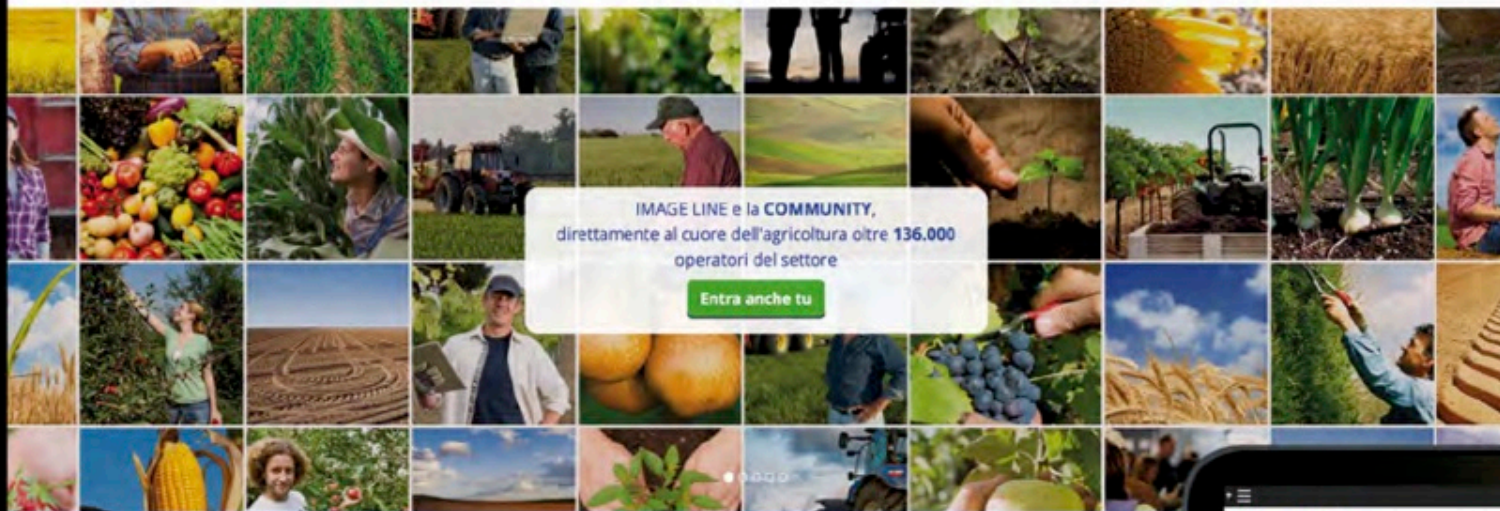 IMAGE LINE e la COMMUNITY,
direttamente al cuore dell'agricoltura oltre 136.000
operatori del settore
Entra anche tu